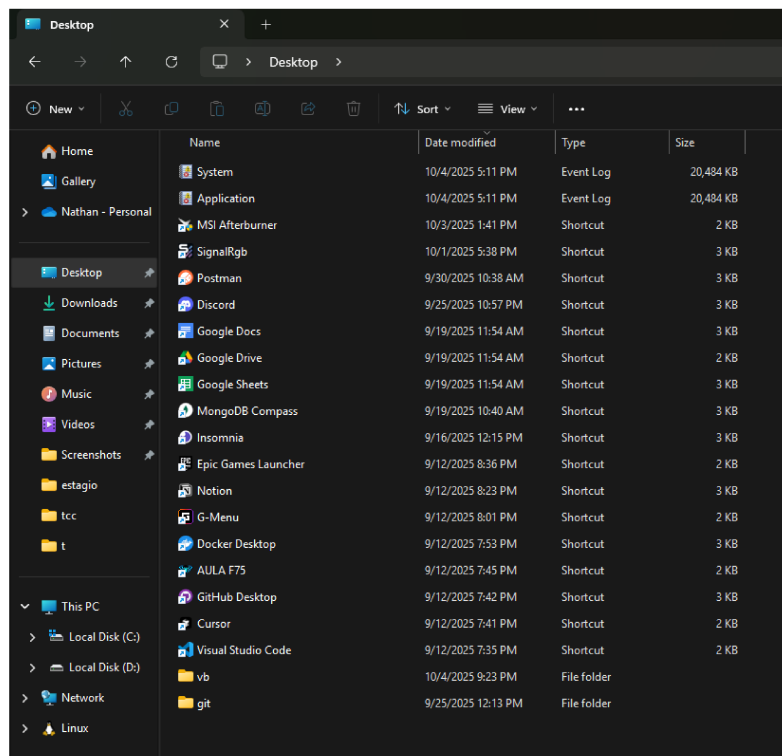 Desktop
Desktop
New
Sort
View
Home
Gallery
Nathan - Personal
Desktop
Downloads
Documents
Pictures
Music
Videos
Screenshots
estagio
tcc
t
This PC
Local Disk (C:)
Local Disk (D:)
Network
Linux
Name Date modified Type Size
System 10/4/2025 5:11 PM Event Log 20,484 KB
Application 10/4/2025 5:11 PM Event Log 20,484 KB
MSI Afterburner 10/3/2025 1:41 PM Shortcut 2 KB
SignalRgb 10/1/2025 5:38 PM Shortcut 3 KB
Postman 9/30/2025 10:38 AM Shortcut 3 KB
Discord 9/25/2025 10:57 PM Shortcut 3 KB
Google Docs 9/19/2025 11:54 AM Shortcut 3 KB
Google Drive 9/19/2025 11:54 AM Shortcut 2 KB
Google Sheets 9/19/2025 11:54 AM Shortcut 3 KB
MongoDB Compass 9/19/2025 10:40 AM Shortcut 3 KB
Insomnia 9/16/2025 12:15 PM Shortcut 3 KB
Epic Games Launcher 9/12/2025 8:36 PM Shortcut 2 KB
Notion 9/12/2025 8:23 PM Shortcut 3 KB
G-Menu 9/12/2025 8:01 PM Shortcut 2 KB
Docker Desktop 9/12/2025 7:53 PM Shortcut 3 KB
AULA F75 9/12/2025 7:45 PM Shortcut 2 KB
GitHub Desktop 9/12/2025 7:42 PM Shortcut 3 KB
Cursor 9/12/2025 7:41 PM Shortcut 2 KB
Visual Studio Code 9/12/2025 7:35 PM Shortcut 2 KB
vb 10/4/2025 9:23 PM File folder
git 9/25/2025 12:13 PM File folder